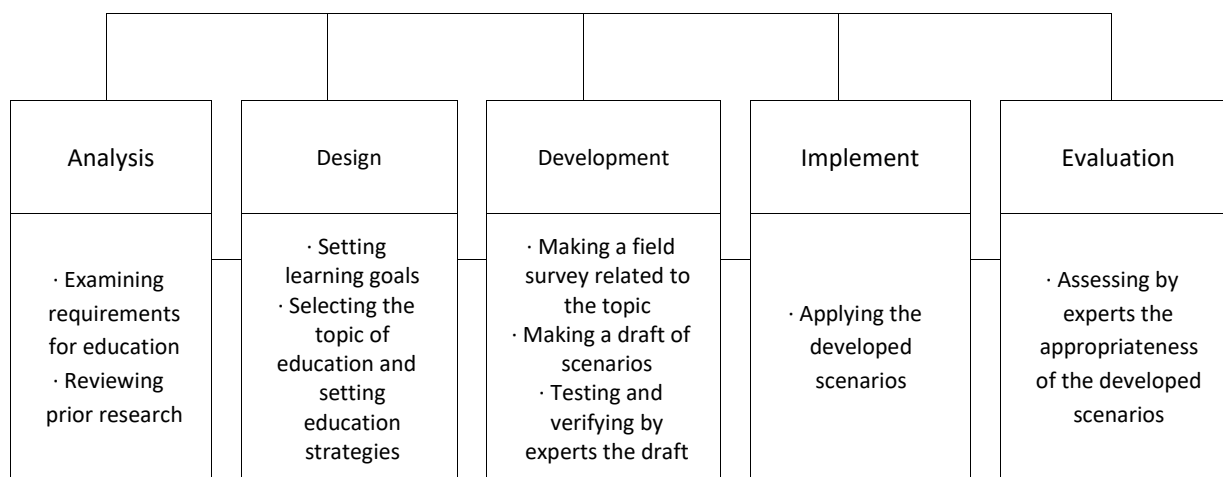 Analysis
· Examining
requirements
for education
· Reviewing
prior research
Design
· Setting
learning goals
· Selecting the
topic of
education and
setting
education
strategies
Development
· Making a field
survey related to
the topic
· Making a draft of
scenarios
· Testing and
verifying by
experts the draft
Implement
· Applying the
developed
scenarios
Evaluation
· Assessing by
experts the
appropriateness
of the developed
scenarios